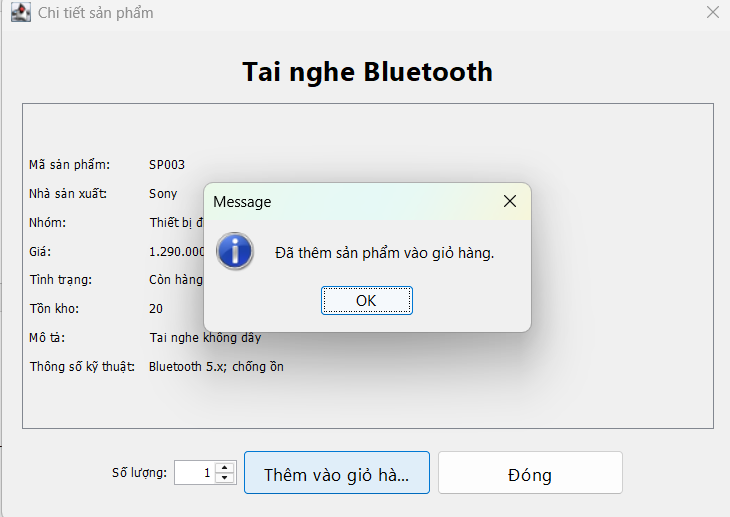 Chi tiết sản phẩm
Tai nghe Bluetooth
Mã sản phẩm: SP003
Nhà sản xuất: Sony
Message
Nhóm: Thiết bị đ
Giá: 1.290.000
Đã thêm sản phẩm vào giỏ hàng.
Tình trạng: Còn hàng
Tồn kho: 20
OK
Mô tả: Tai nghe không dây
Thông số kỹ thuật: Bluetooth 5.x; chống ồn
Số lượng: 1 Thêm vào giỏ hà... Đóng